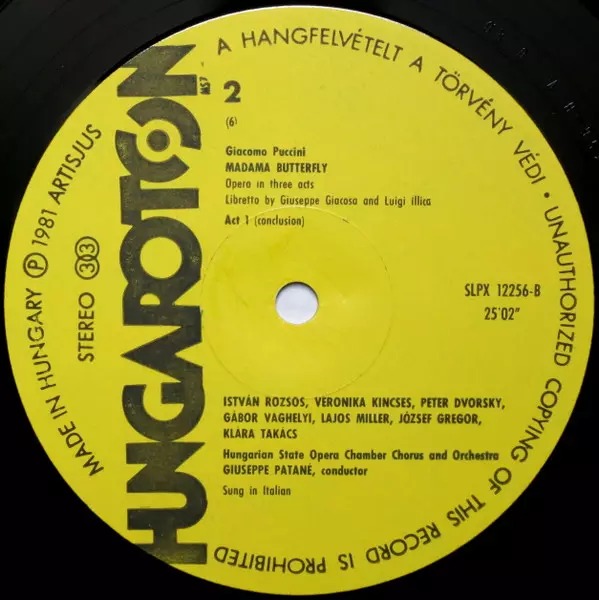 A HANGFELVÉTELT A TÖRVÉNY VÉDI • UNAUTHORIZED COPYING OF THIS RECORD IS PROHIBITED
MADE IN HUNGARY Ⓟ 1981 ARTISJUS
STEREO 33
HUNGAROTON
MS7
2
(6)
Giacomo Puccini
MADAMA BUTTERFLY
Opera in three acts
Libretto by Giuseppe Giacosa and Luigi illica
Act 1 (conclusion)
SLPX 12256-B
25'02"
ISTVÁN ROZSOS, VERONIKA KINCSES, PETER DVORSKY,
GÁBOR VAGHELYI, LAJOS MILLER, JÓZSEF GREGOR,
KLARA TAKÁCS
Hungarian State Opera Chamber Chorus and Orchestra
GIUSEPPE PATANÉ, conductor
Sung in Italian